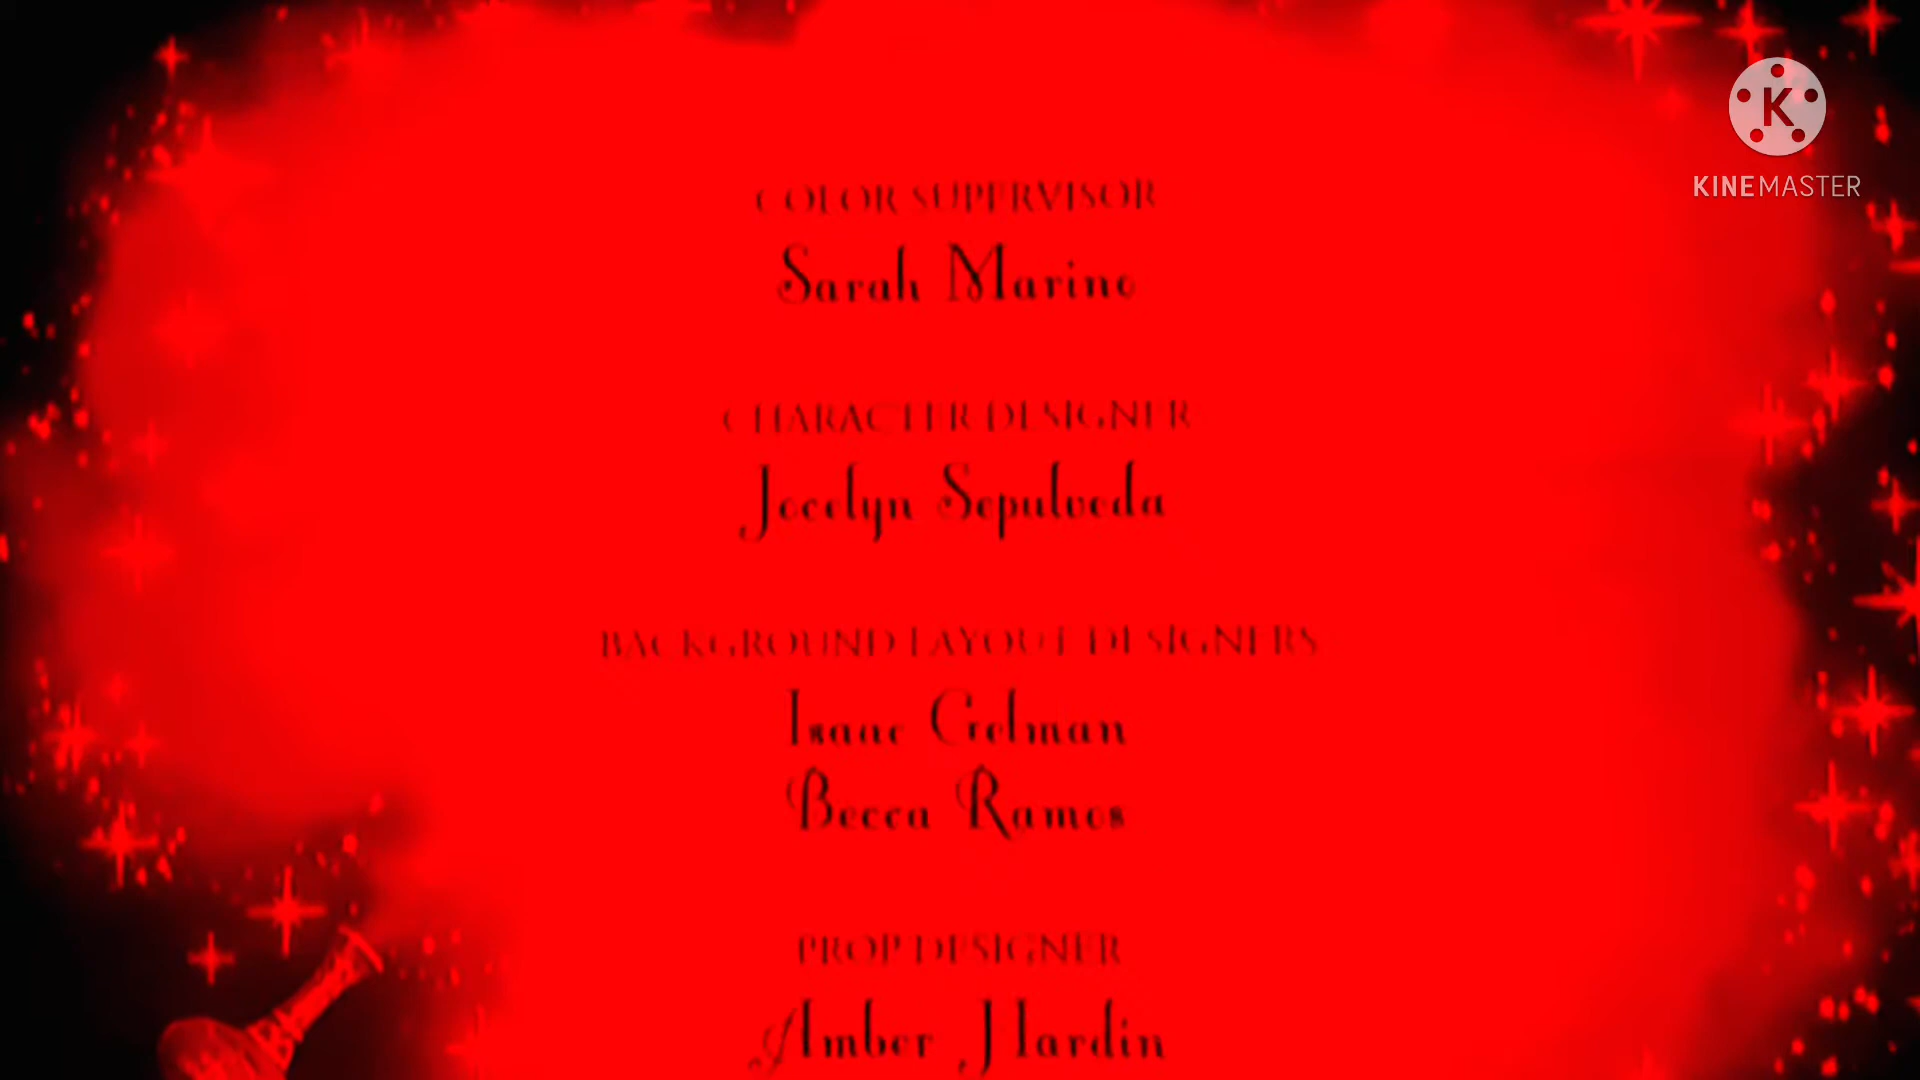 COLOR SUPERVISOR
Sarah Marino
CHARACTER DESIGNER
Jocelyn Sepulveda
BACKGROUND LAYOUT DESIGNERS
Isaac Gelman
Becca Ramos
PROP DESIGNER
Amber Hardin
K
KINEMASTER